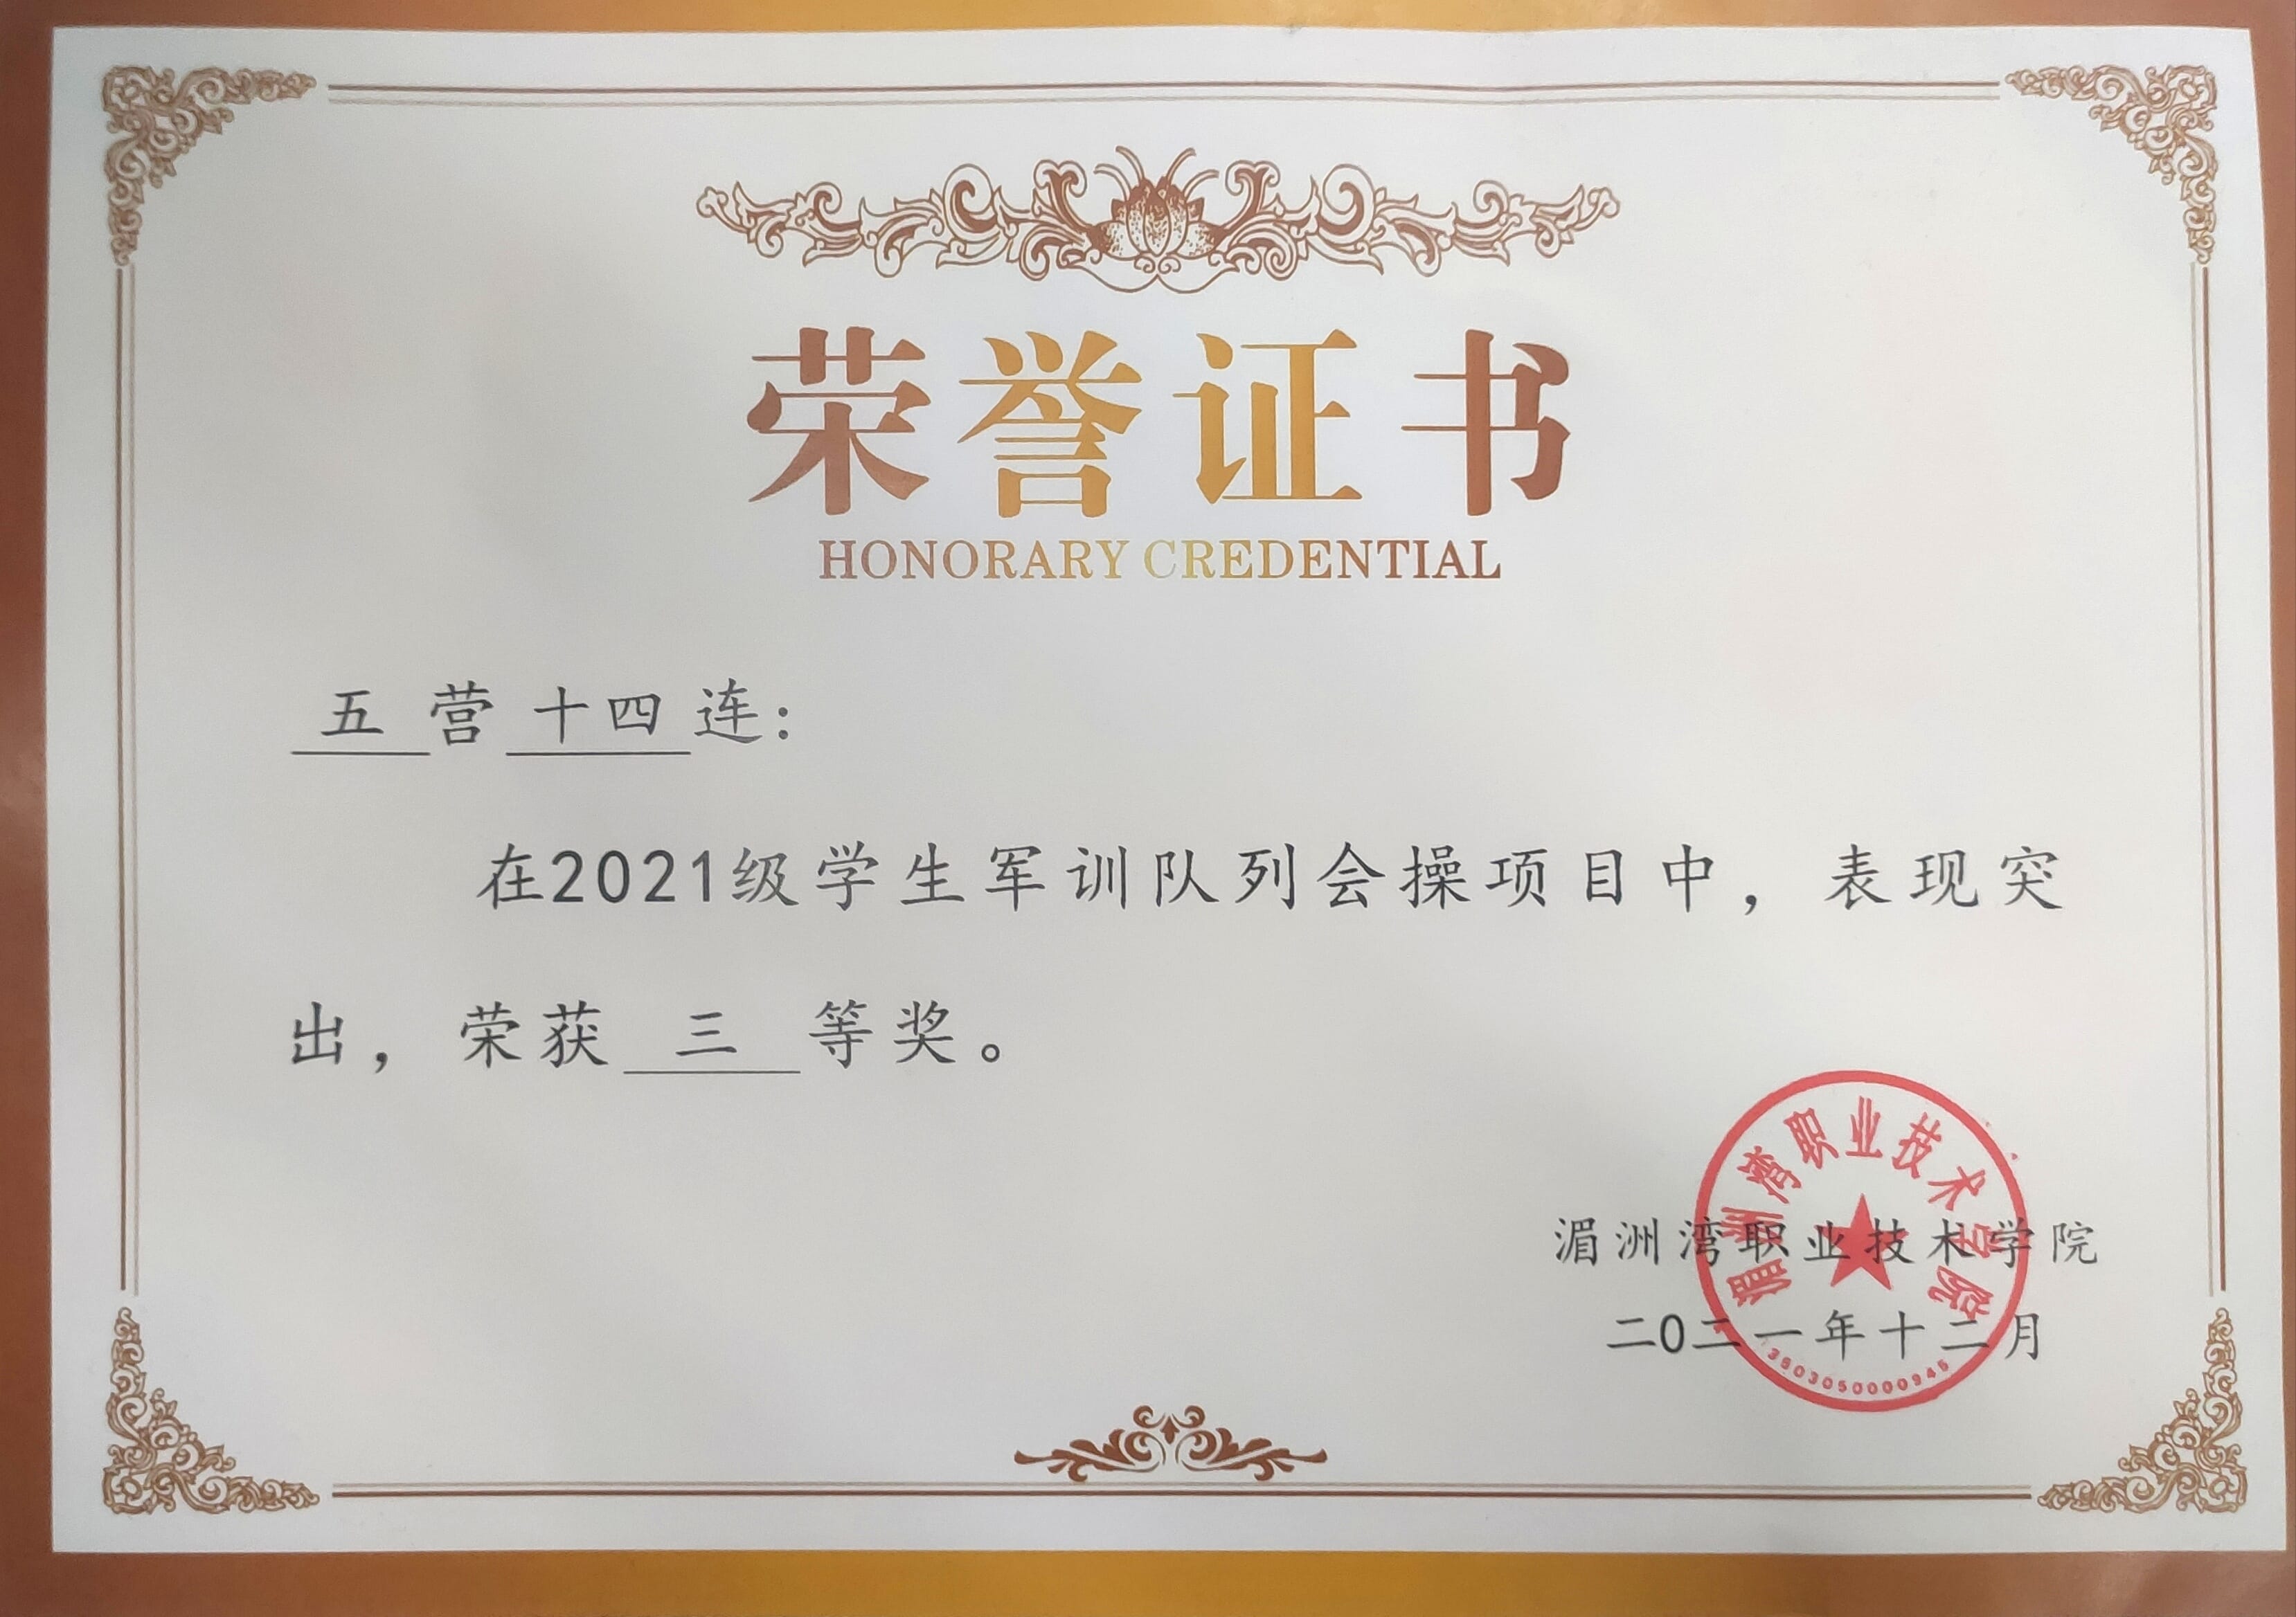 荣誉证书
HONORARY CREDENTIAL
五营十四连：
在2021级学生军训队列会操项目中，表现突
出，荣获三等奖。
湄洲湾职业技术学院
二0二一年十二月
湄洲湾职业技术学院
3503050000945